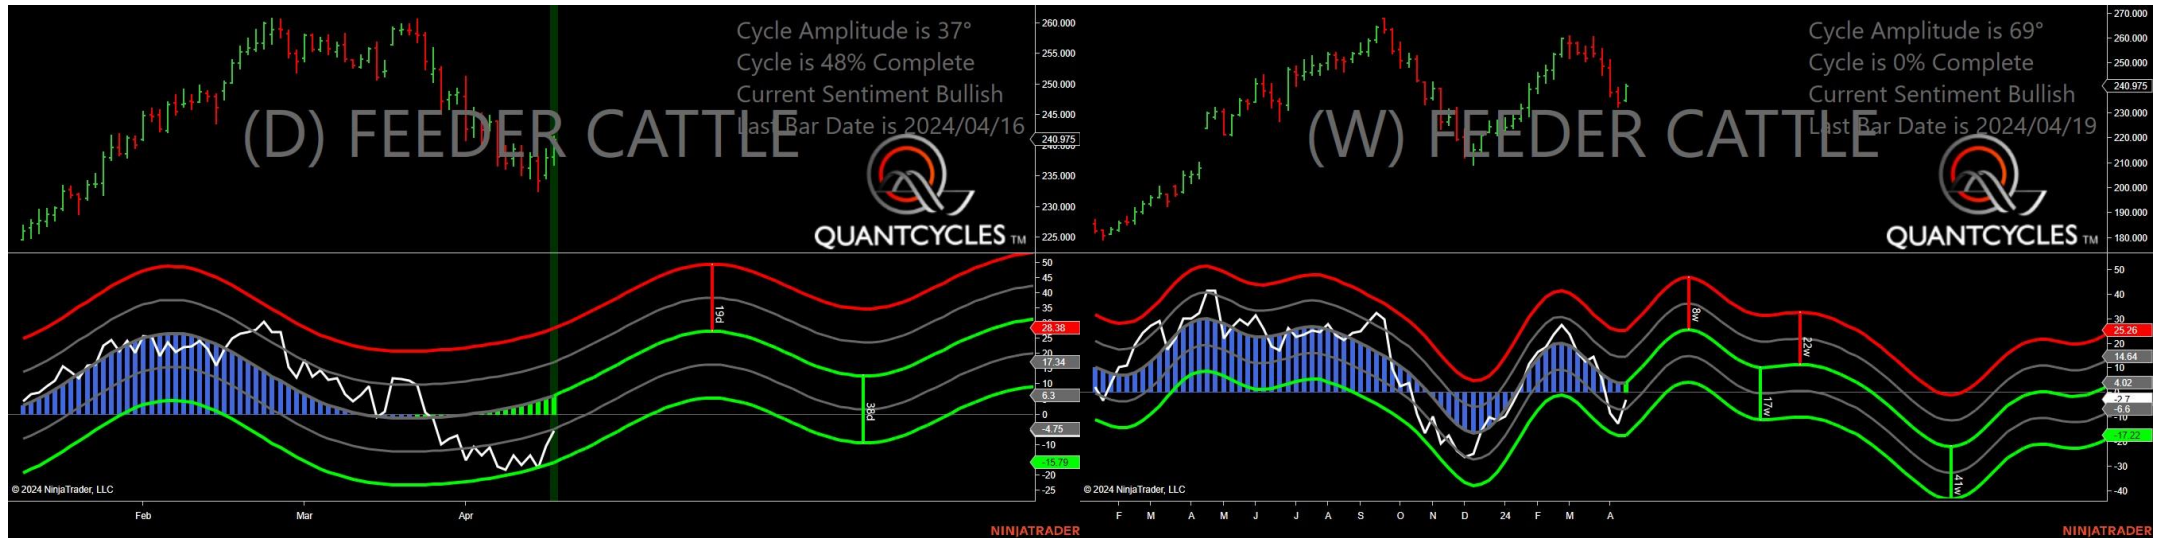 Cycle Amplitude is 37°
Cycle is 48% Complete
Current Sentiment Bullish
Last Bar Date is 2024/04/16
(D) FEEDER CATTLE
QUANTCYCLES TM
260.000
255.000
250.000
245.000
240.975
235.000
230.000
225.000
50
45
40
35
28.38
25
20
17.34
10
6.3
0
-4.75
-10
-15.79
-20
-25
19d
38d
© 2024 NinjaTrader, LLC
Feb Mar Apr
NINJATRADER
Cycle Amplitude is 69°
Cycle is 0% Complete
Current Sentiment Bullish
Last Bar Date is 2024/04/19
(W) FEEDER CATTLE
QUANTCYCLES TM
270.000
260.000
250.000
240.975
230.000
220.000
210.000
200.000
190.000
180.000
50
40
30
25.26
20
14.64
10
4.02
-2.7
-6.6
-17.22
-30
-40
8w
22w
17w
41w
© 2024 NinjaTrader, LLC
F M A M J J A S O N D 24 F M A
NINJATRADER